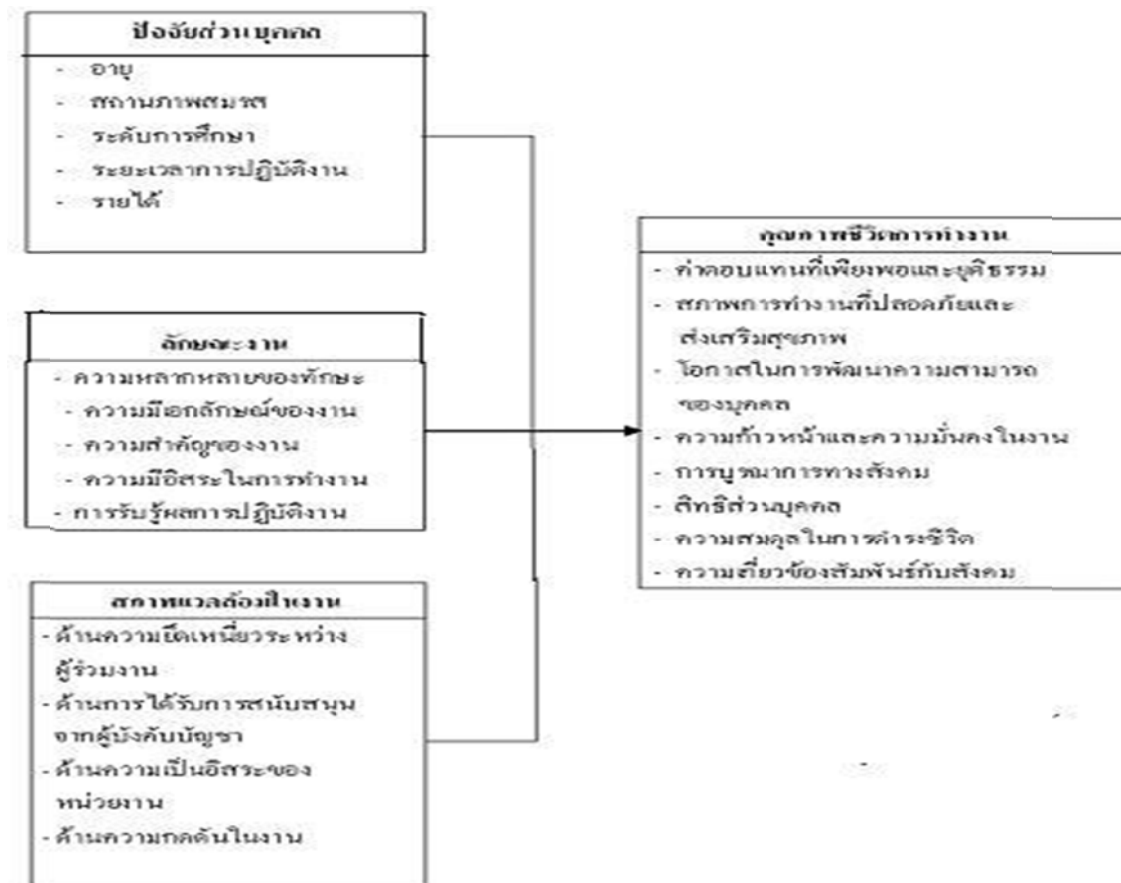 ปัจจัยส่วนบุคคล
- อายุ
- สถานภาพสมรส
- ระดับการศึกษา
- ระยะเวลาการปฏิบัติงาน
- รายได้
ลักษณะงาน
- ความหลากหลายของทักษะ
- ความมีเอกลักษณ์ของงาน
- ความสำคัญของงาน
- ความมีอิสระในการทำงาน
- การรับรู้ผลการปฏิบัติงาน
สภาพแวดล้อมในงาน
- ด้านความยึดเหนี่ยวระหว่าง
ผู้ร่วมงาน
- ด้านการได้รับการสนับสนุน
จากผู้บังคับบัญชา
- ด้านความเป็นอิสระของ
หน่วยงาน
- ด้านความกดดันในงาน
คุณภาพชีวิตการทำงาน
- ค่าตอบแทนที่เพียงพอและยุติธรรม
- สภาพการทำงานที่ปลอดภัยและ
ส่งเสริมสุขภาพ
- โอกาสในการพัฒนาความสามารถ
ของบุคคล
- ความก้าวหน้าและความมั่นคงในงาน
- การบูรณาการทางสังคม
- สิทธิส่วนบุคคล
- ความสมดุลในการดำรงชีวิต
- ความเกี่ยวข้องสัมพันธ์กับสังคม